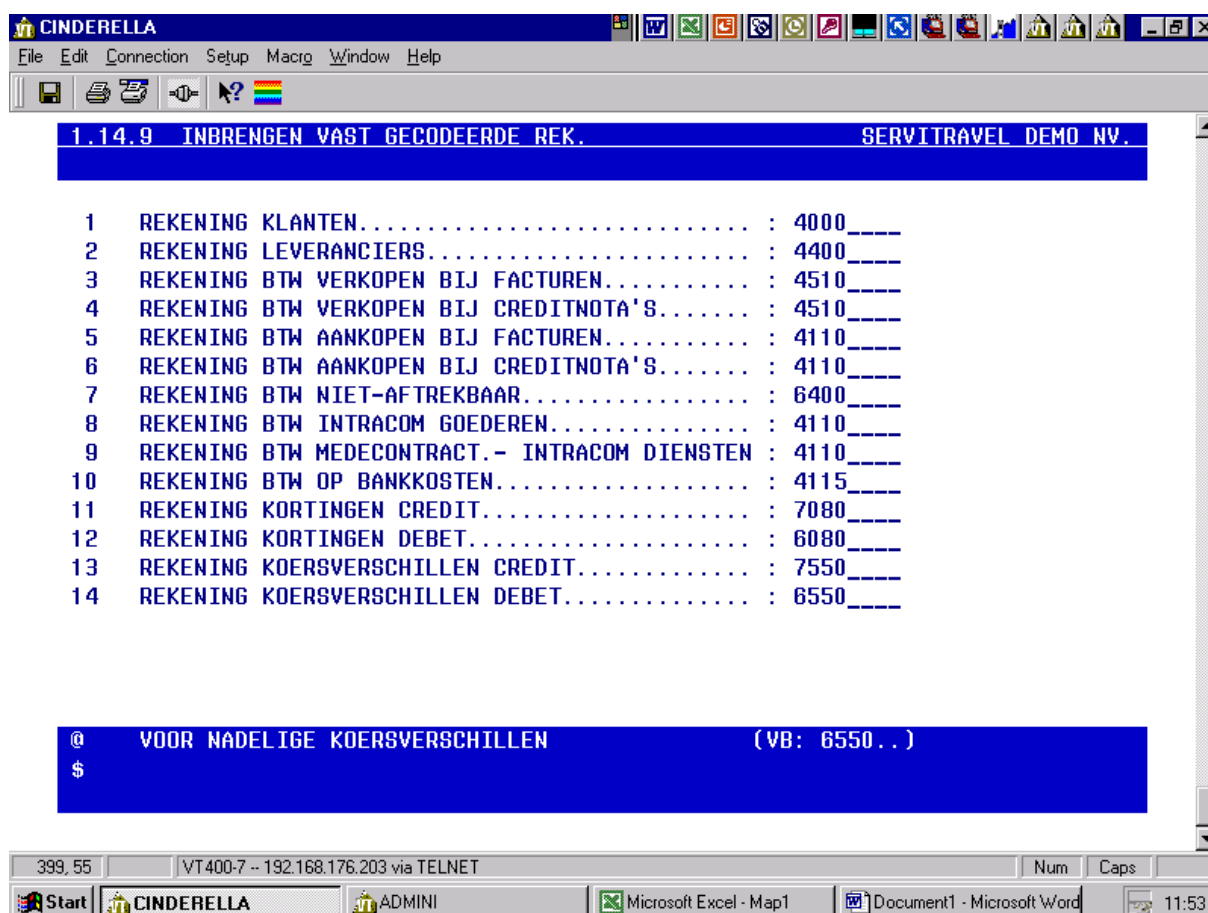 CINDERELLA
File Edit Connection Setup Macro Window Help
1.14.9 INBRENGEN VAST GECODEERDE REK. SERVITRAVEL DEMO NV.
1 REKENING KLANTEN............................. : 4000____
2 REKENING LEVERANCIERS........................ : 4400____
3 REKENING BTW VERKOPEN BIJ FACTUREN........... : 4510____
4 REKENING BTW VERKOPEN BIJ CREDITNOTA'S....... : 4510____
5 REKENING BTW AANKOPEN BIJ FACTUREN........... : 4110____
6 REKENING BTW AANKOPEN BIJ CREDITNOTA'S....... : 4110____
7 REKENING BTW NIET-AFTREKBAAR................. : 6400____
8 REKENING BTW INTRACOM GOEDEREN............... : 4110____
9 REKENING BTW MEDECONTRACT.- INTRACOM DIENSTEN : 4110____
10 REKENING BTW OP BANKKOSTEN................... : 4115____
11 REKENING KORTINGEN CREDIT.................... : 7080____
12 REKENING KORTINGEN DEBET..................... : 6080____
13 REKENING KOERSVERSCHILLEN CREDIT............. : 7550____
14 REKENING KOERSVERSCHILLEN DEBET.............. : 6550____
@ VOOR NADELIGE KOERSVERSCHILLEN (VB: 6550..)
$
399, 55 VT400-7 -- 192.168.176.203 via TELNET Num Caps
Start CINDERELLA ADMINI Microsoft Excel - Map1 Document1 - Microsoft Word 11:53